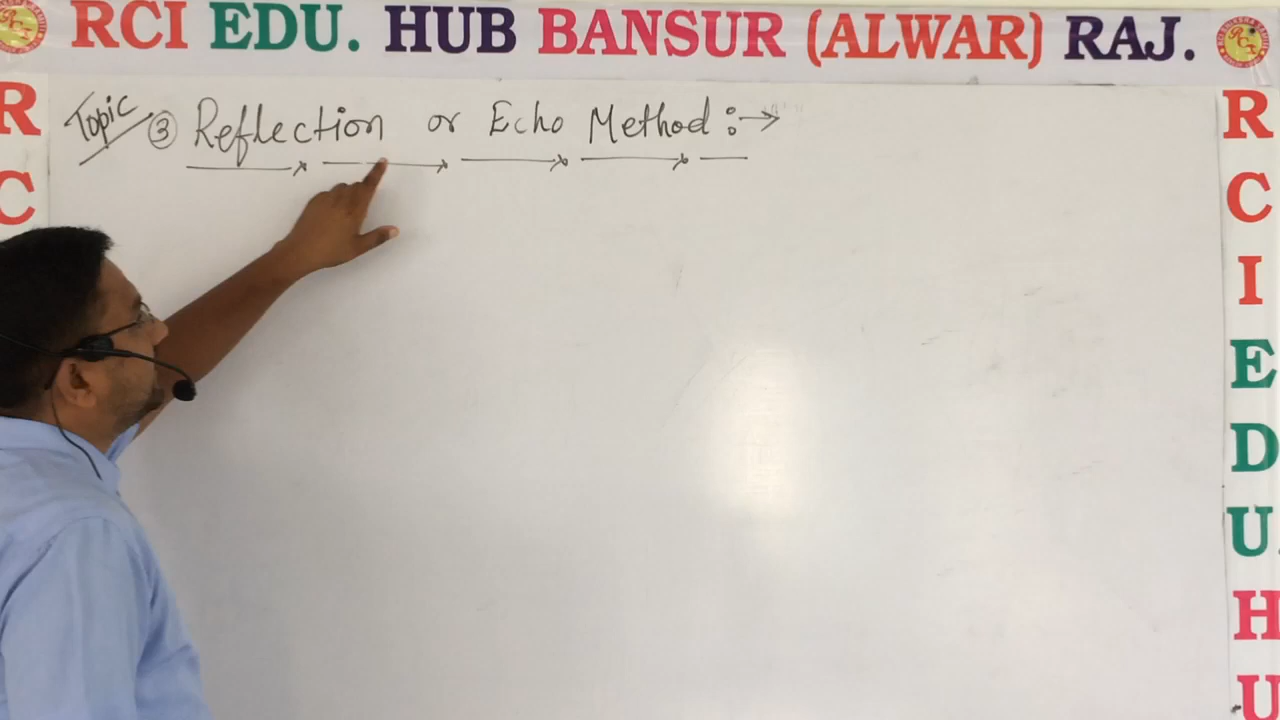 RCI EDU. HUB BANSUR (ALWAR) RAJ.
Topic ③ Reflection or Echo Method :→
R
C
R
C
I
E
D
U.
H
U